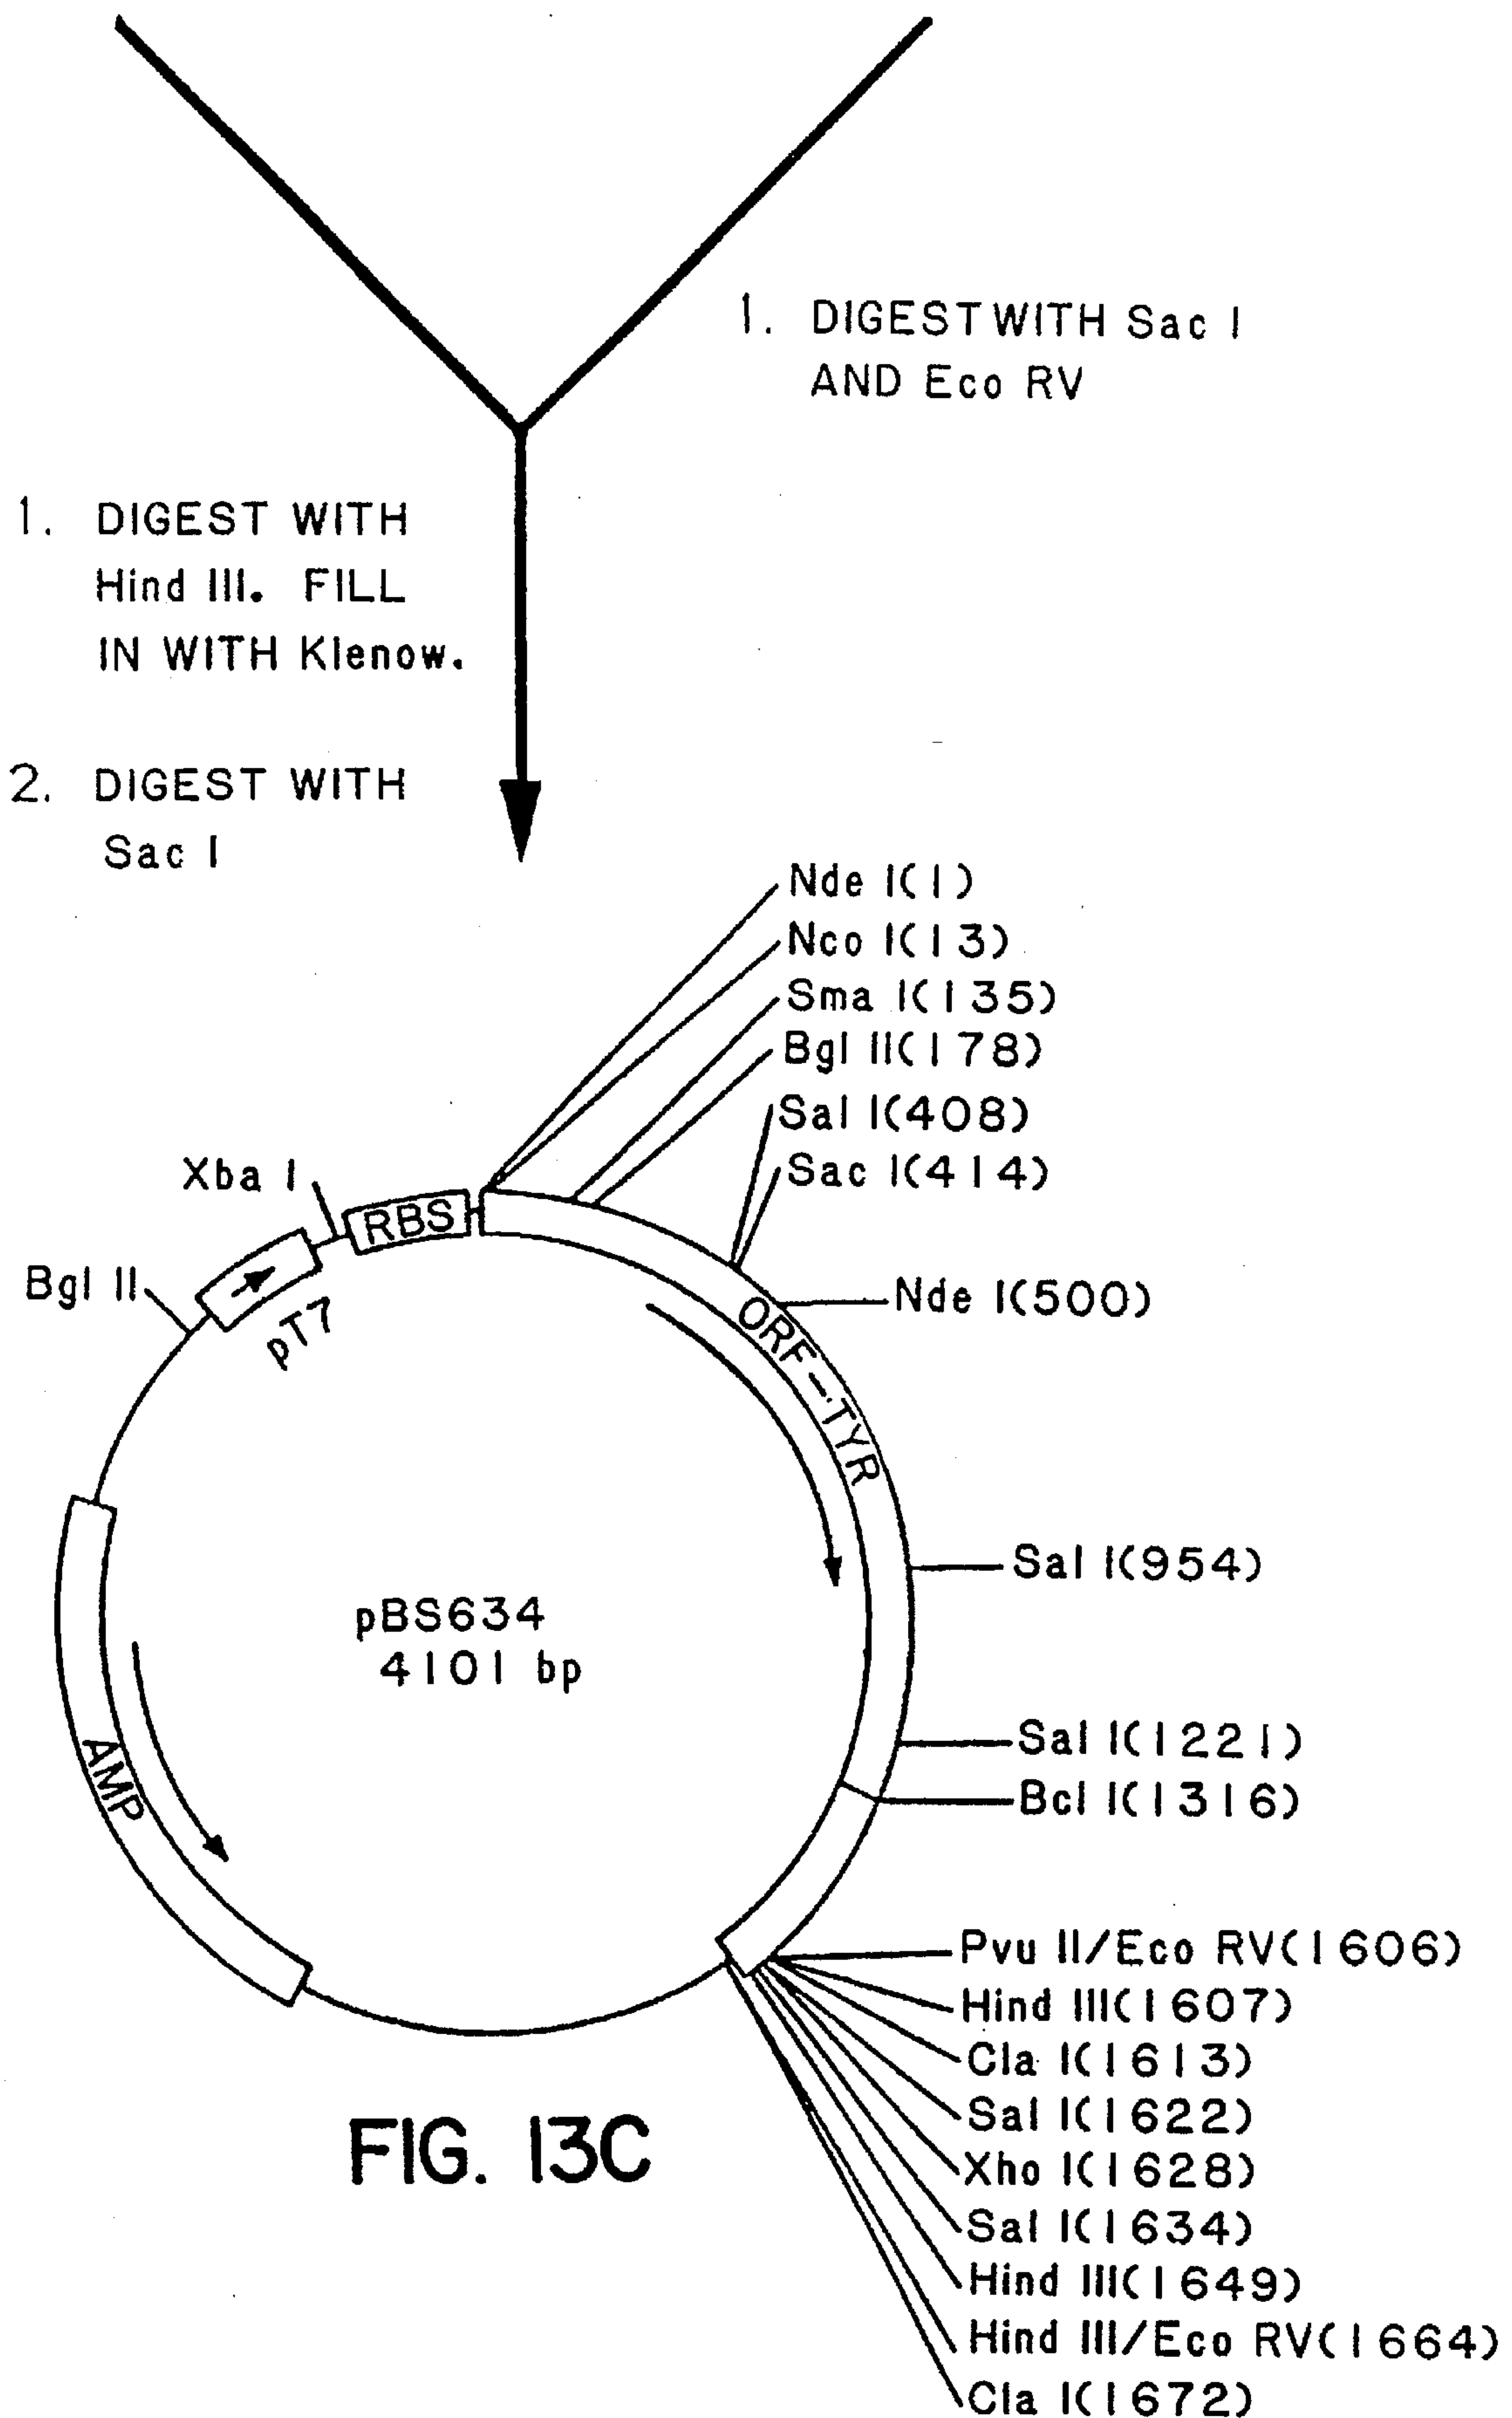 1. DIGEST WITH Sac I
AND Eco RV
1. DIGEST WITH
Hind III. FILL
IN WITH Klenow.
2. DIGEST WITH
Sac I
Nde I(1)
Nco I(13)
Sma I(135)
Bgl II(178)
Sal I(408)
Sac I(414)
Xba I
RBS
Bgl II
pT7
Nde I(500)
ORF-TYR
Sal I(954)
pBS634
4101 bp
Sal I(1221)
AMP
Bcl I(1316)
Pvu II/Eco RV(1606)
Hind III(1607)
Cla I(1613)
Sal I(1622)
Xho I(1628)
Sal I(1634)
Hind III(1649)
Hind III/Eco RV(1664)
Cla I(1672)
FIG. 13C